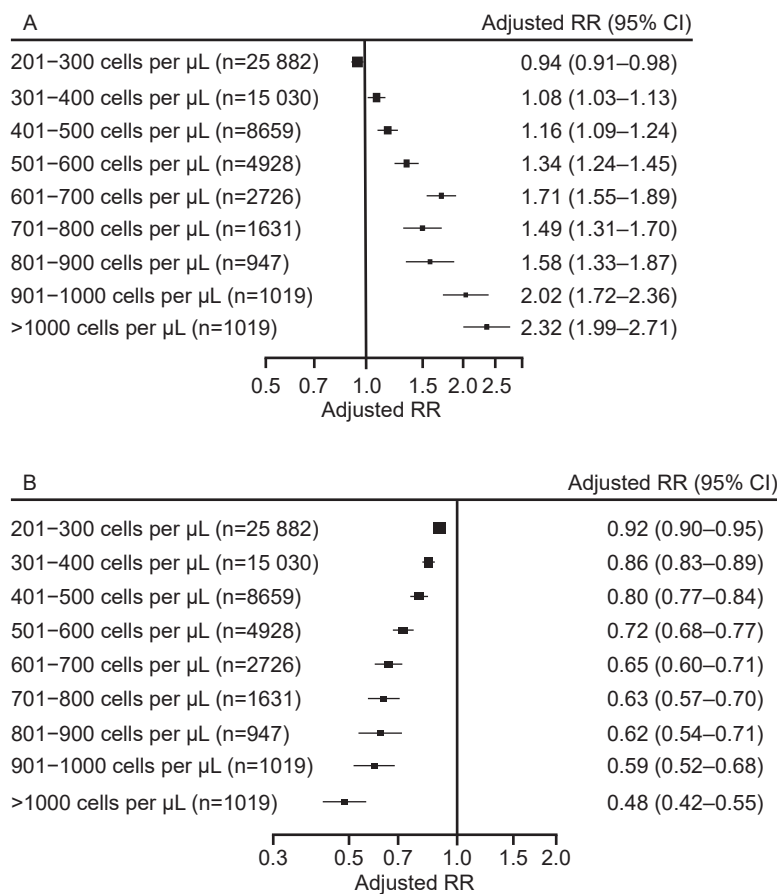 A Adjusted RR (95% CI)
201−300 cells per µL (n=25 882) 0.94 (0.91–0.98)
301−400 cells per µL (n=15 030) 1.08 (1.03–1.13)
401−500 cells per µL (n=8659) 1.16 (1.09–1.24)
501−600 cells per µL (n=4928) 1.34 (1.24–1.45)
601−700 cells per µL (n=2726) 1.71 (1.55–1.89)
701−800 cells per µL (n=1631) 1.49 (1.31–1.70)
801−900 cells per µL (n=947) 1.58 (1.33–1.87)
901−1000 cells per µL (n=1019) 2.02 (1.72–2.36)
>1000 cells per µL (n=1019) 2.32 (1.99–2.71)
0.5 0.7 1.0 1.5 2.0 2.5
Adjusted RR
B Adjusted RR (95% CI)
201−300 cells per µL (n=25 882) 0.92 (0.90–0.95)
301−400 cells per µL (n=15 030) 0.86 (0.83–0.89)
401−500 cells per µL (n=8659) 0.80 (0.77–0.84)
501−600 cells per µL (n=4928) 0.72 (0.68–0.77)
601−700 cells per µL (n=2726) 0.65 (0.60–0.71)
701−800 cells per µL (n=1631) 0.63 (0.57–0.70)
801−900 cells per µL (n=947) 0.62 (0.54–0.71)
901−1000 cells per µL (n=1019) 0.59 (0.52–0.68)
>1000 cells per µL (n=1019) 0.48 (0.42–0.55)
0.3 0.5 0.7 1.0 1.5 2.0
Adjusted RR